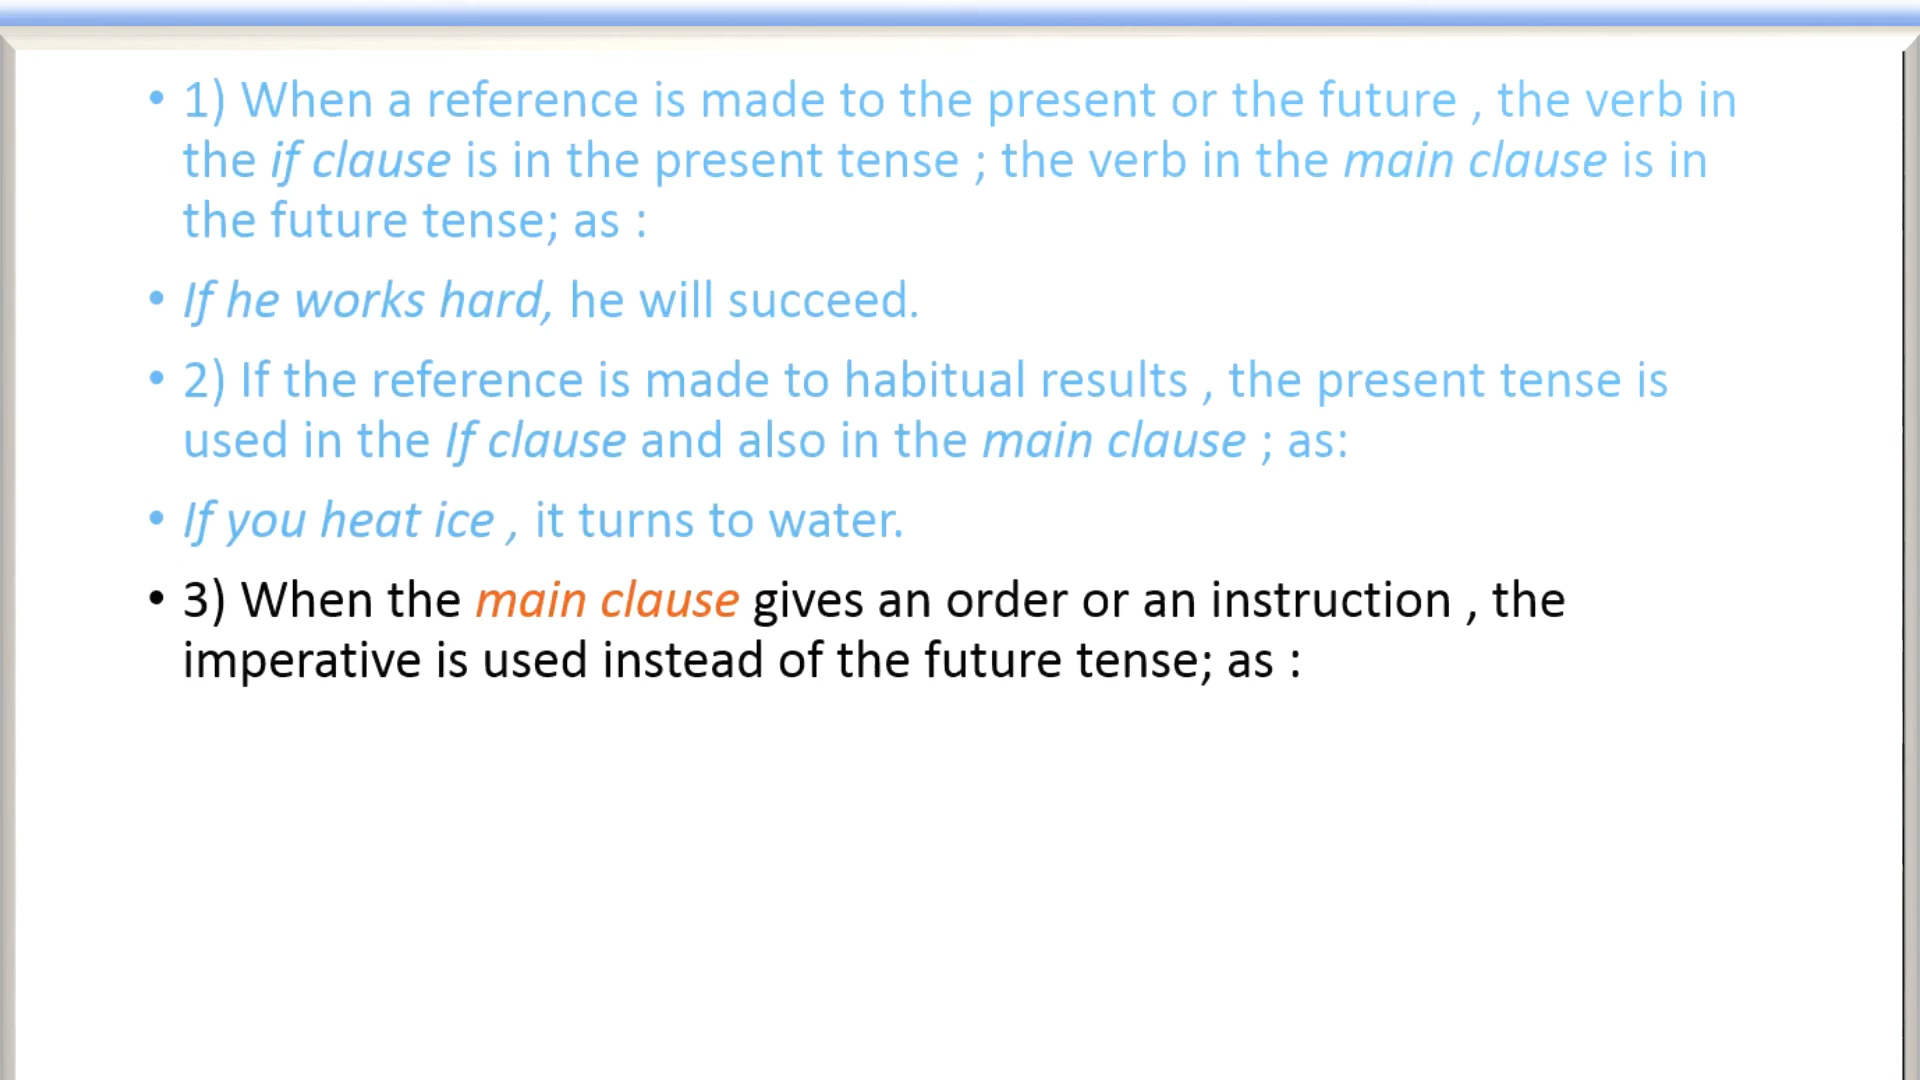 • 1) When a reference is made to the present or the future , the verb in
the if clause is in the present tense ; the verb in the main clause is in
the future tense; as :
• If he works hard, he will succeed.
• 2) If the reference is made to habitual results , the present tense is
used in the If clause and also in the main clause ; as:
• If you heat ice , it turns to water.
• 3) When the main clause gives an order or an instruction , the
imperative is used instead of the future tense; as :